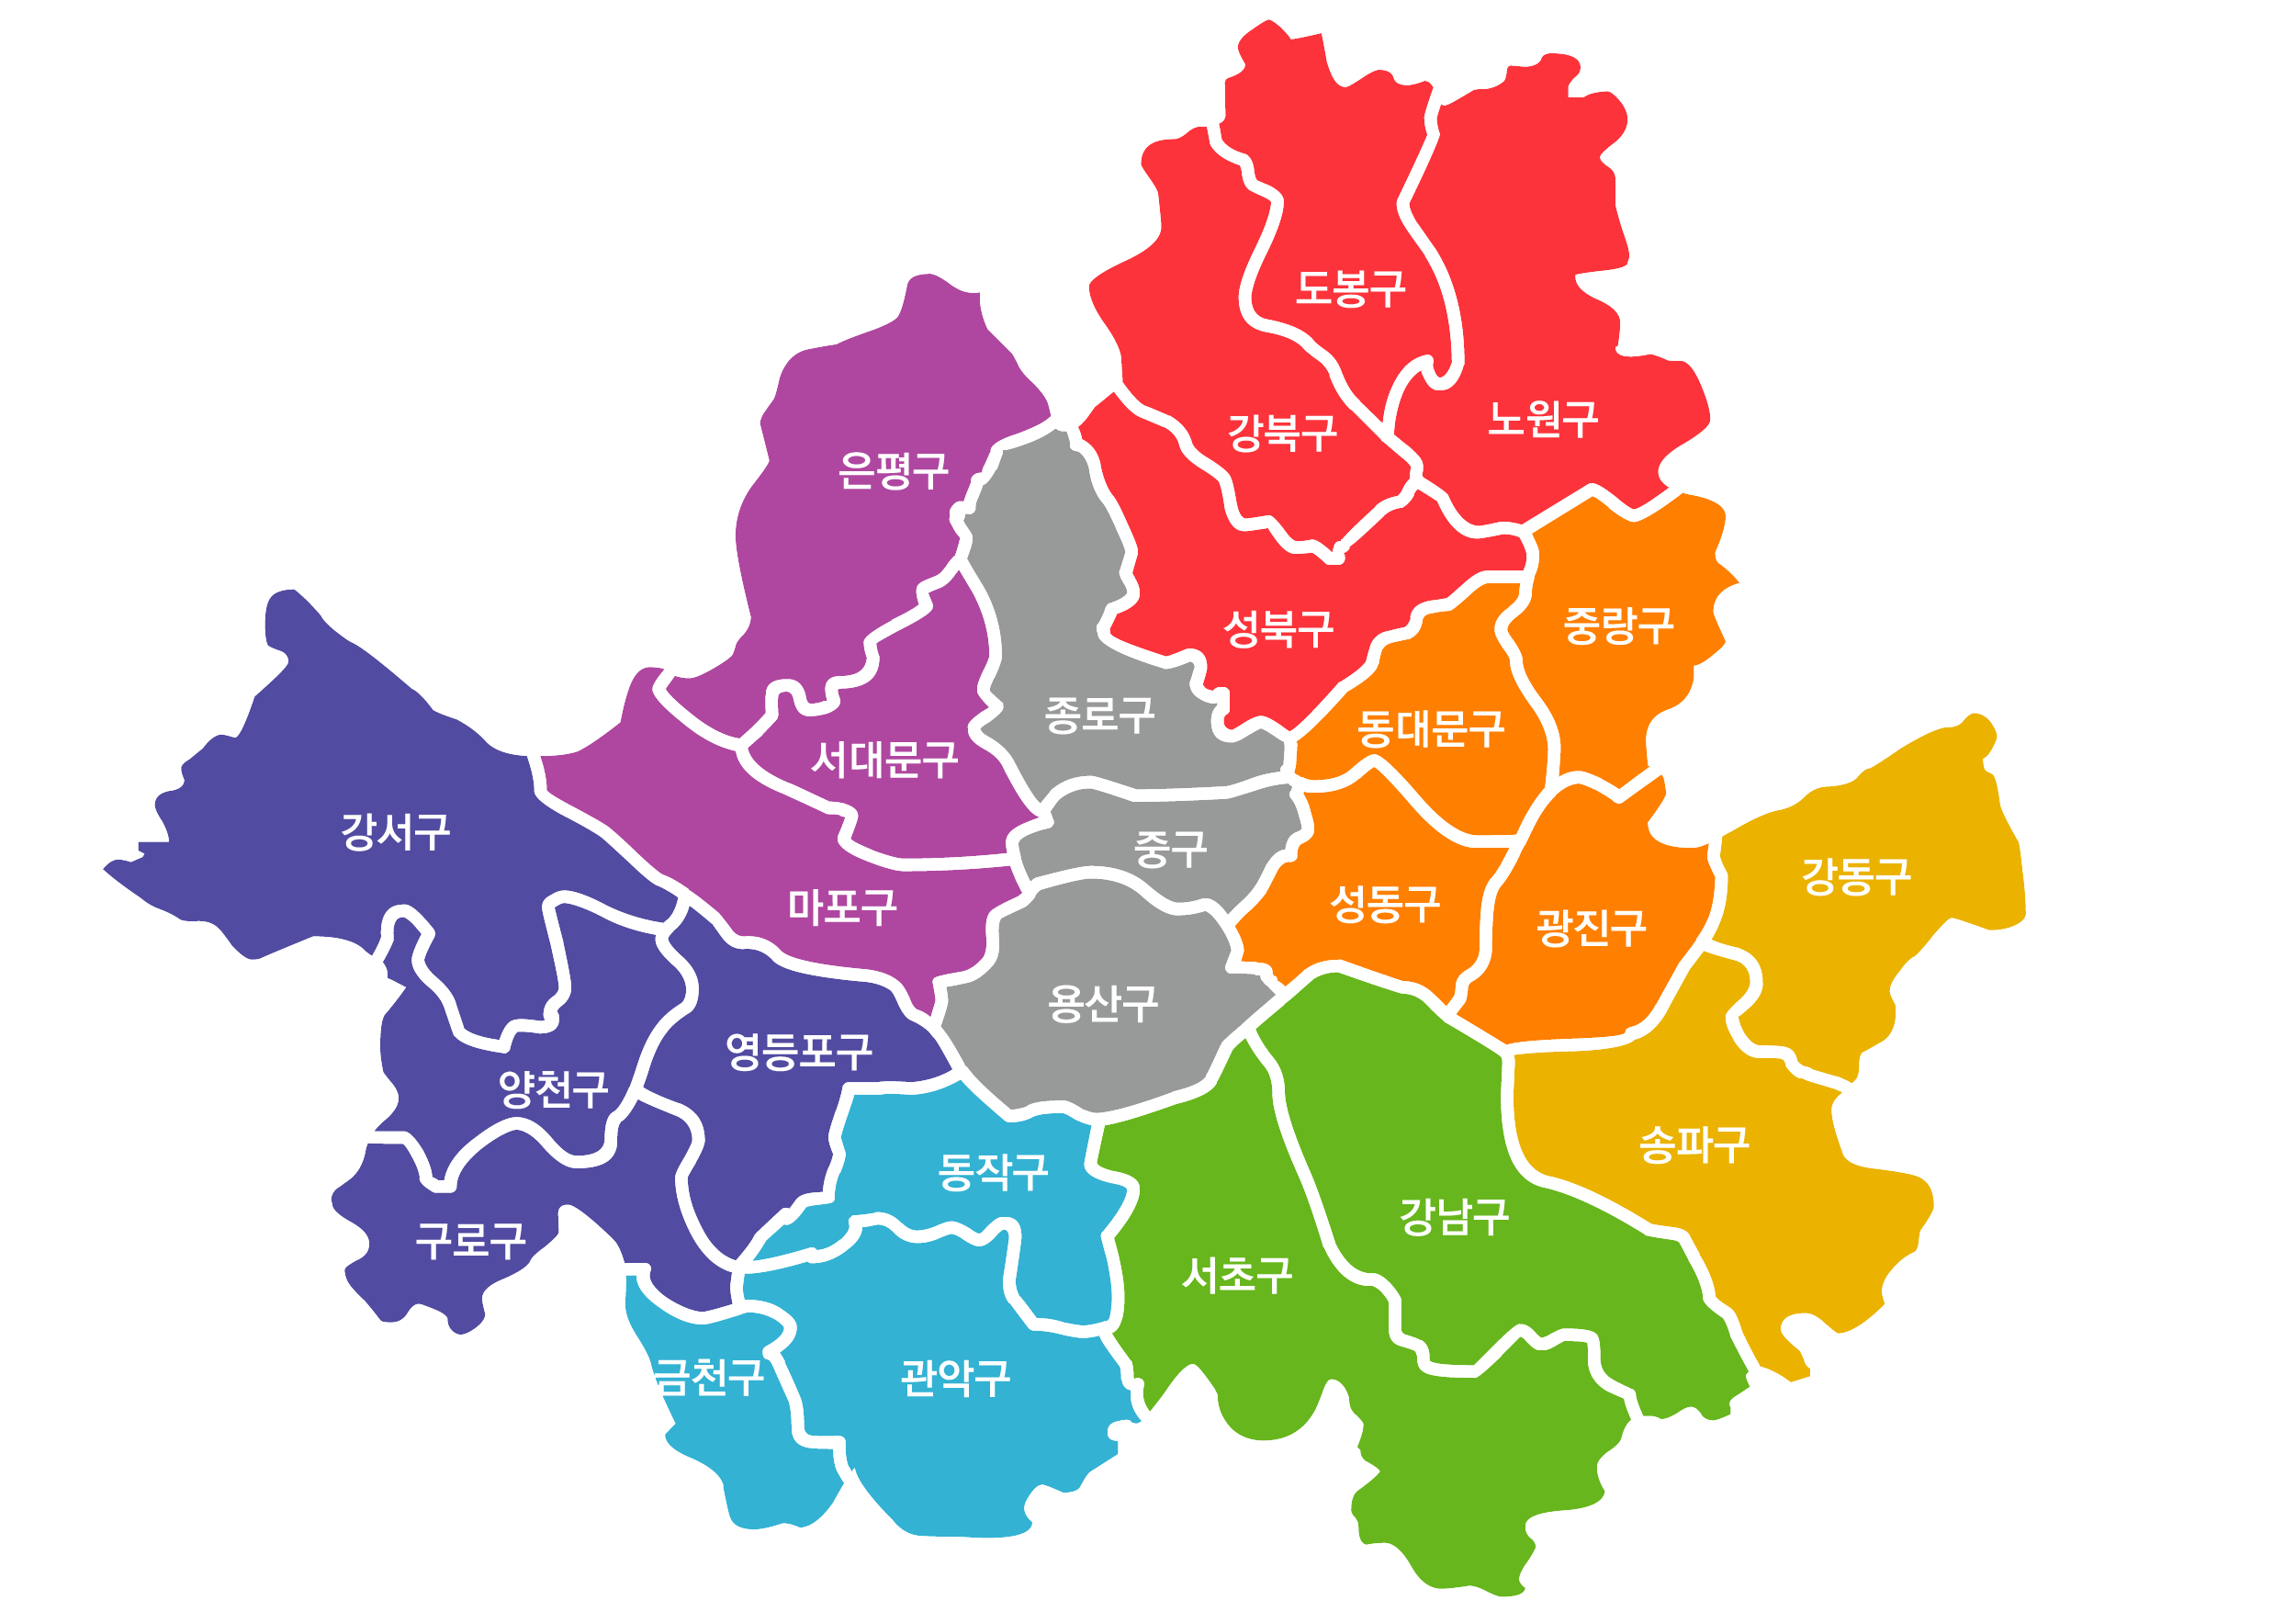 도봉구
노원구
강북구
은평구
성북구
중랑구
종로구
동대문구
서대문구
강서구
중구
강동구
마포구
성동구
광진구
용산구
영등포구
양천구
송파구
동작구
강남구
구로구
서초구
금천구
관악구